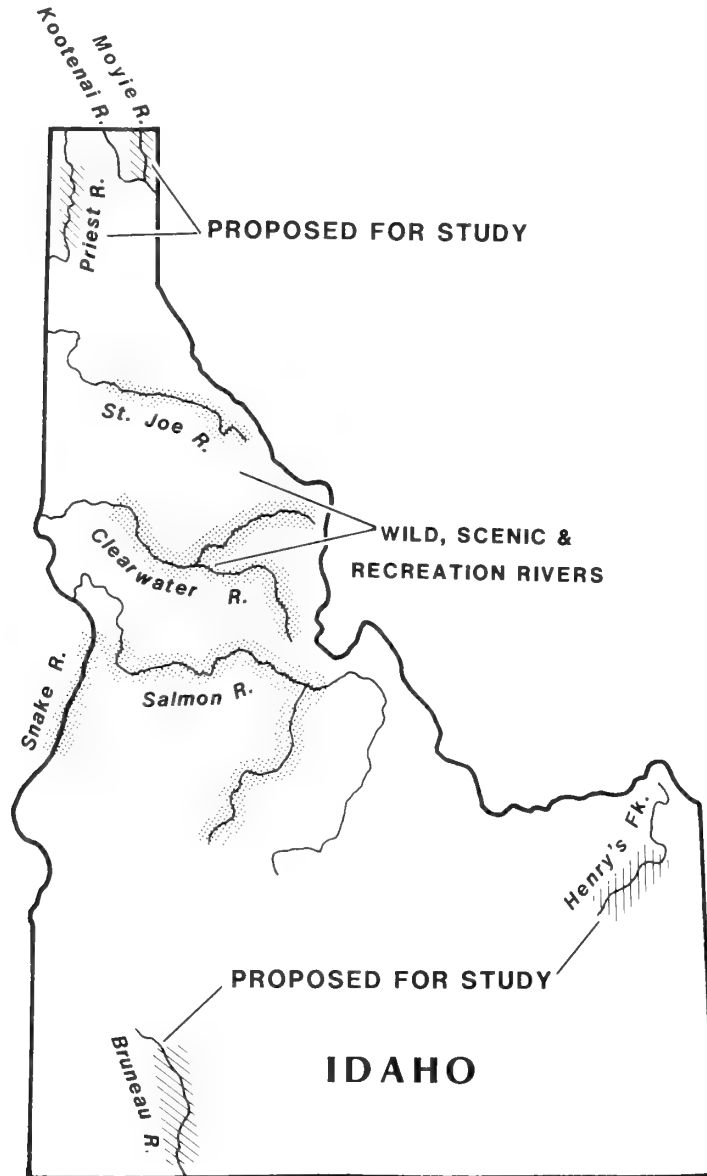 Kootenai R.
Moyie R.
Priest R.
PROPOSED FOR STUDY
St. Joe R.
Clearwater R.
WILD, SCENIC &
RECREATION RIVERS
Snake R.
Salmon R.
Henry's Fk.
PROPOSED FOR STUDY
Bruneau R.
IDAHO